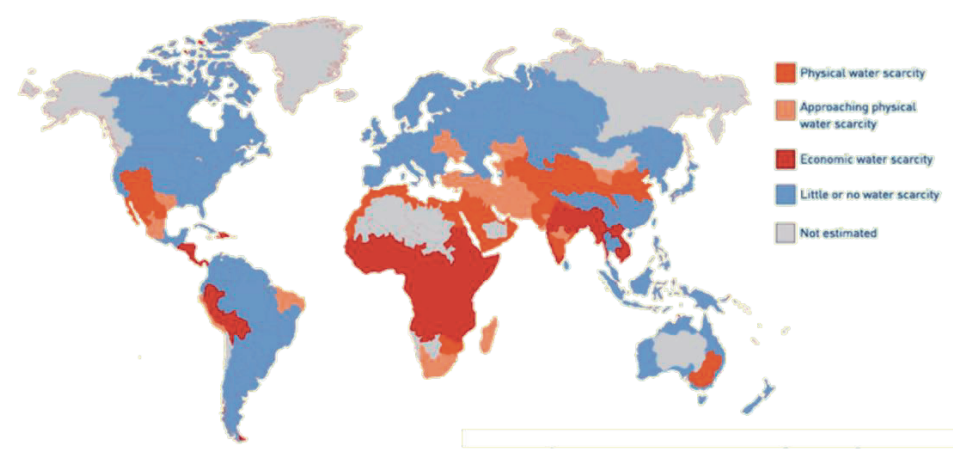 Physical water scarcity
Approaching physical
water scarcity
Economic water scarcity
Little or no water scarcity
Not estimated